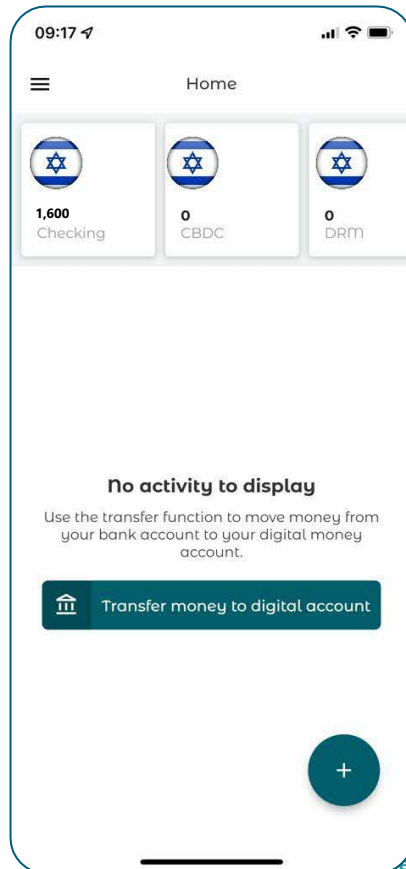 09:17
Home
1,600
Checking
0
CBDC
0
DRM
No activity to display
Use the transfer function to move money from
your bank account to your digital money
account.
Transfer money to digital account
+